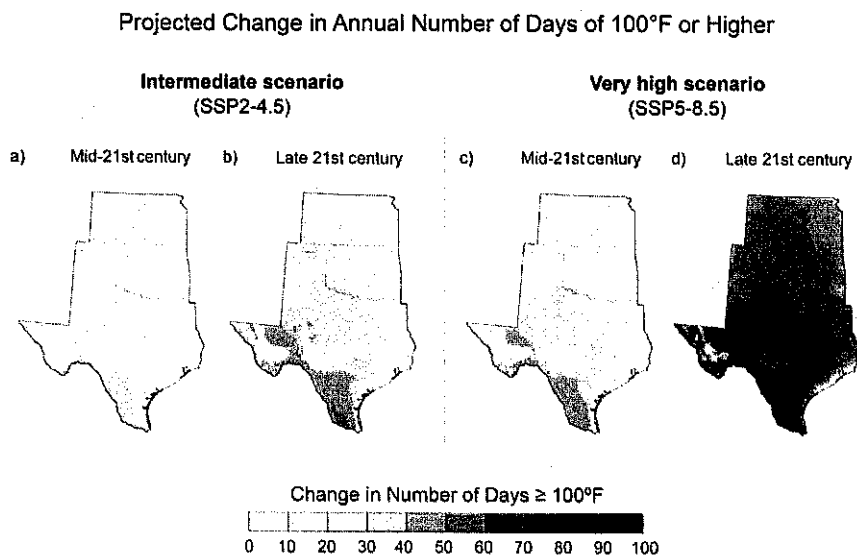 Projected Change in Annual Number of Days of 100°F or Higher
Intermediate scenario
(SSP2-4.5)
Very high scenario
(SSP5-8.5)
a) Mid-21st century
b) Late 21st century
c) Mid-21st century
d) Late 21st century
Change in Number of Days ≥ 100ºF
0 10 20 30 40 50 60 70 80 90 100